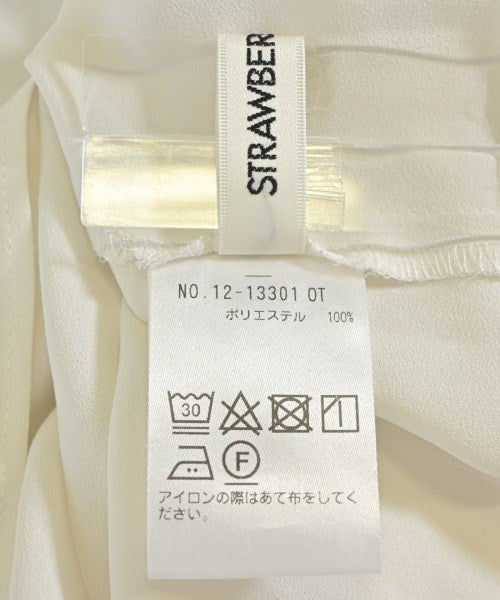 STRAWBER
NO.12-13301 OT
ポリエステル 100%
30
F
アイロンの際はあて布をしてく
ださい。